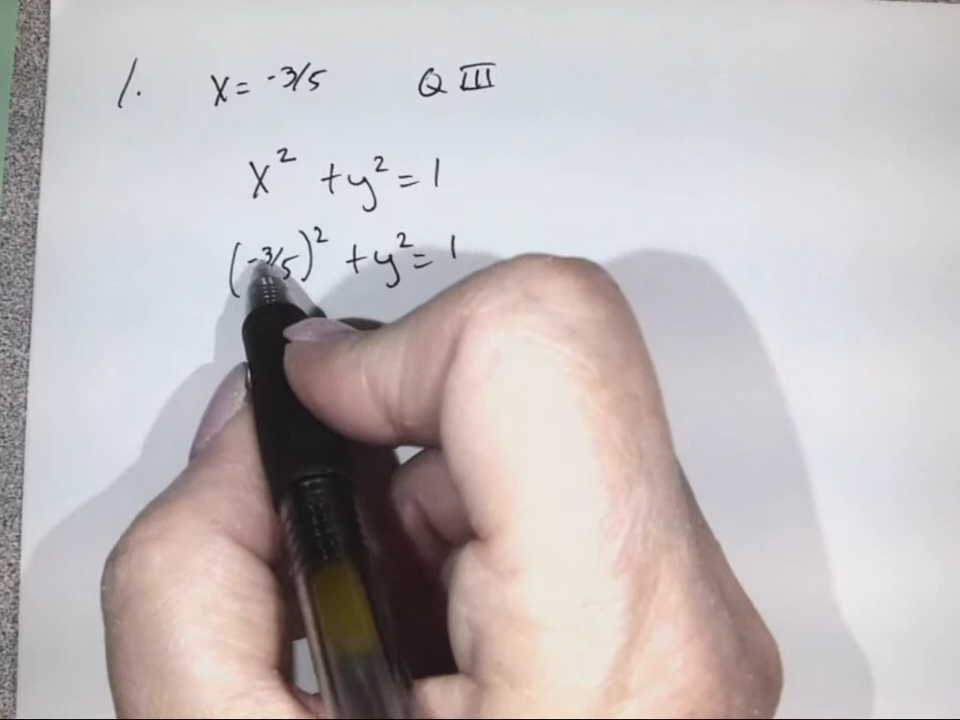 1. x = -3/5 Q III
x² + y² = 1
(-3/5)² + y² = 1